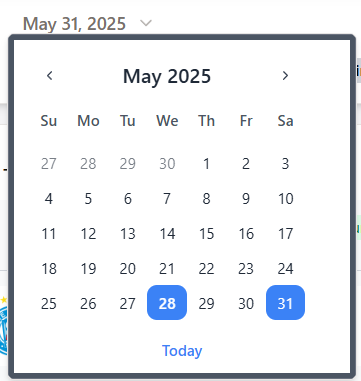 May 31, 2025
May 2025
Su Mo Tu We Th Fr Sa
27 28 29 30 1 2 3
4 5 6 7 8 9 10
11 12 13 14 15 16 17
18 19 20 21 22 23 24
25 26 27 28 29 30 31
Today